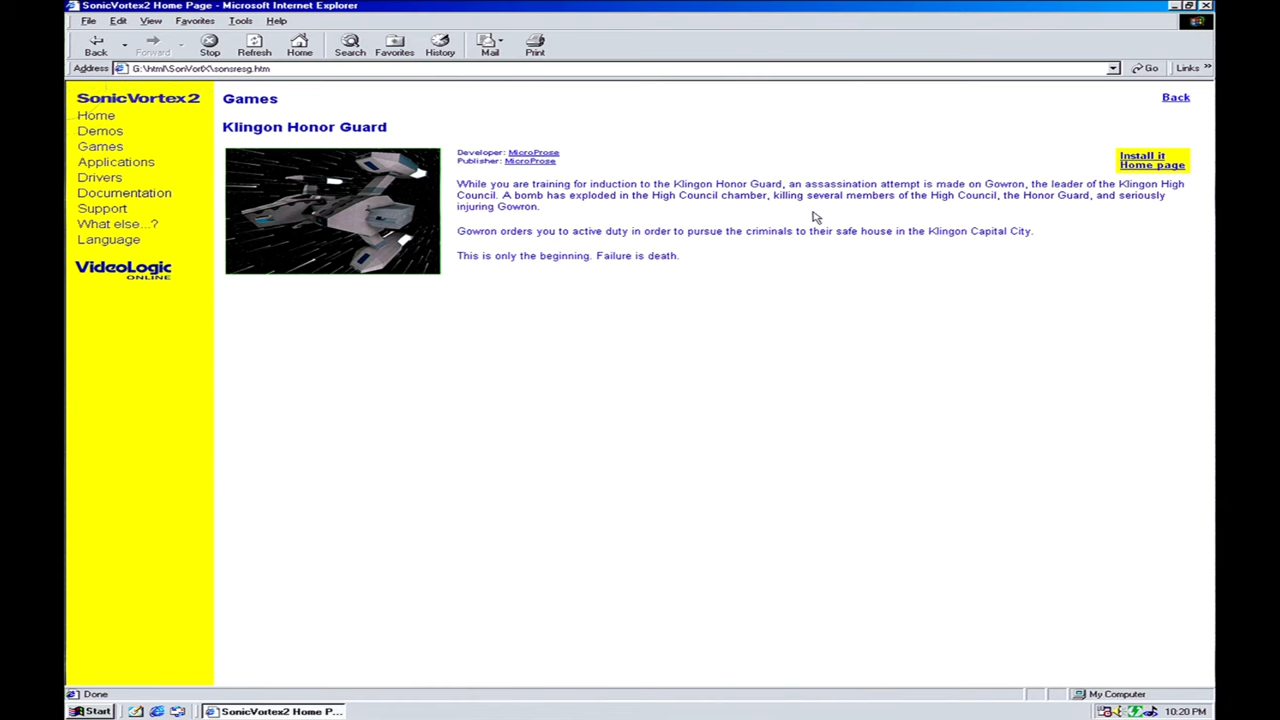 SonicVortex2 Home Page - Microsoft Internet Explorer
File Edit View Favorites Tools Help
Back Forward Stop Refresh Home Search Favorites History Mail Print
Address G:\html\SonVortX\sonsresg.htm Go Links »
SonicVortex2
Home
Demos
Games
Applications
Drivers
Documentation
Support
What else...?
Language
VideoLogic
ONLINE
Games
Back
Klingon Honor Guard
Developer: MicroProse
Publisher: MicroProse
Install it
Home page
While you are training for induction to the Klingon Honor Guard, an assassination attempt is made on Gowron, the leader of the Klingon High
Council. A bomb has exploded in the High Council chamber, killing several members of the High Council, the Honor Guard, and seriously
injuring Gowron.
Gowron orders you to active duty in order to pursue the criminals to their safe house in the Klingon Capital City.
This is only the beginning. Failure is death.
Done My Computer
Start SonicVortex2 Home P... 10:20 PM